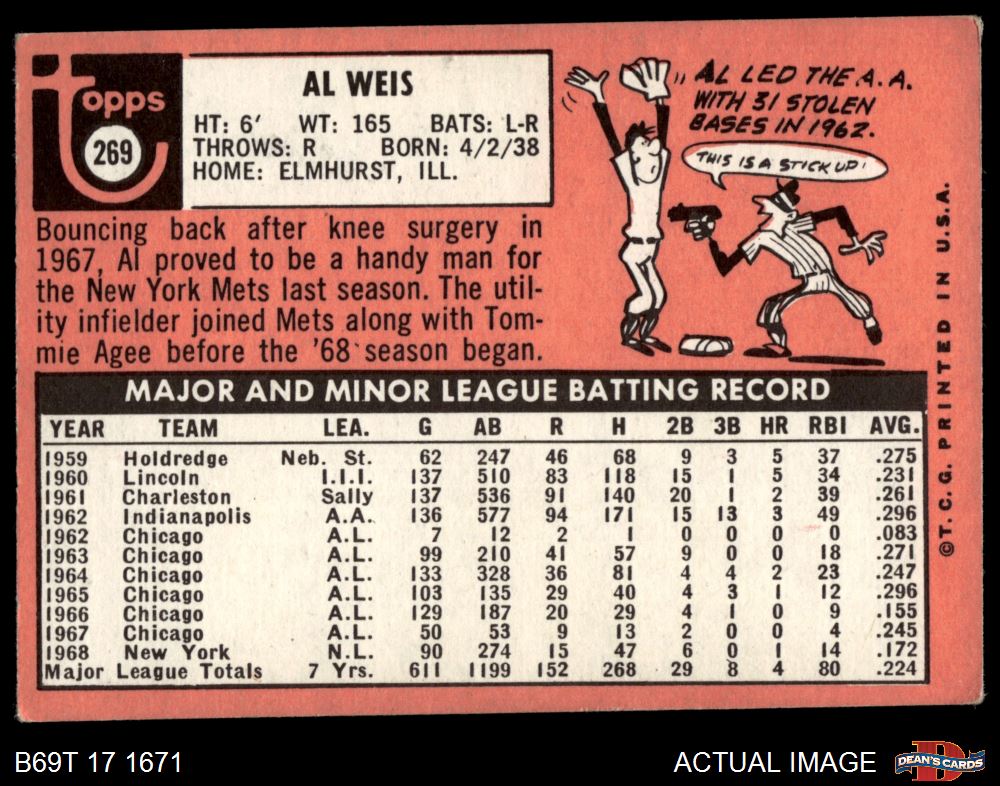 Topps
269
AL WEIS
HT: 6' WT: 165 BATS: L-R
THROWS: R BORN: 4/2/38
HOME: ELMHURST, ILL.
AL LED THE A.A.
WITH 31 STOLEN
BASES IN 1962.
THIS IS A STICK UP!
Bouncing back after knee surgery in
1967, Al proved to be a handy man for
the New York Mets last season. The util-
ity infielder joined Mets along with Tom-
mie Agee before the '68 season began.
MAJOR AND MINOR LEAGUE BATTING RECORD
YEAR TEAM LEA. G AB R H 2B 3B HR RBI AVG.
1959 Holdredge Neb. St. 62 247 46 68 9 3 5 37 .275
1960 Lincoln I.I.I. 137 510 83 118 15 1 5 34 .231
1961 Charleston Sally 137 536 91 140 20 1 2 39 .261
1962 Indianapolis A.A. 136 577 94 171 15 13 3 49 .296
1962 Chicago A.L. 7 12 2 1 0 0 0 0 .083
1963 Chicago A.L. 99 210 41 57 9 0 0 18 .271
1964 Chicago A.L. 133 328 36 81 4 4 2 23 .247
1965 Chicago A.L. 103 135 29 40 4 3 1 12 .296
1966 Chicago A.L. 129 187 20 29 4 1 0 9 .155
1967 Chicago A.L. 50 53 9 13 2 0 0 4 .245
1968 New York N.L. 90 274 15 47 6 0 1 14 .172
Major League Totals 7 Yrs. 611 1199 152 268 29 8 4 80 .224
©T.C.G. PRINTED IN U.S.A.
B69T 17 1671
ACTUAL IMAGE
DEAN'S CARDS